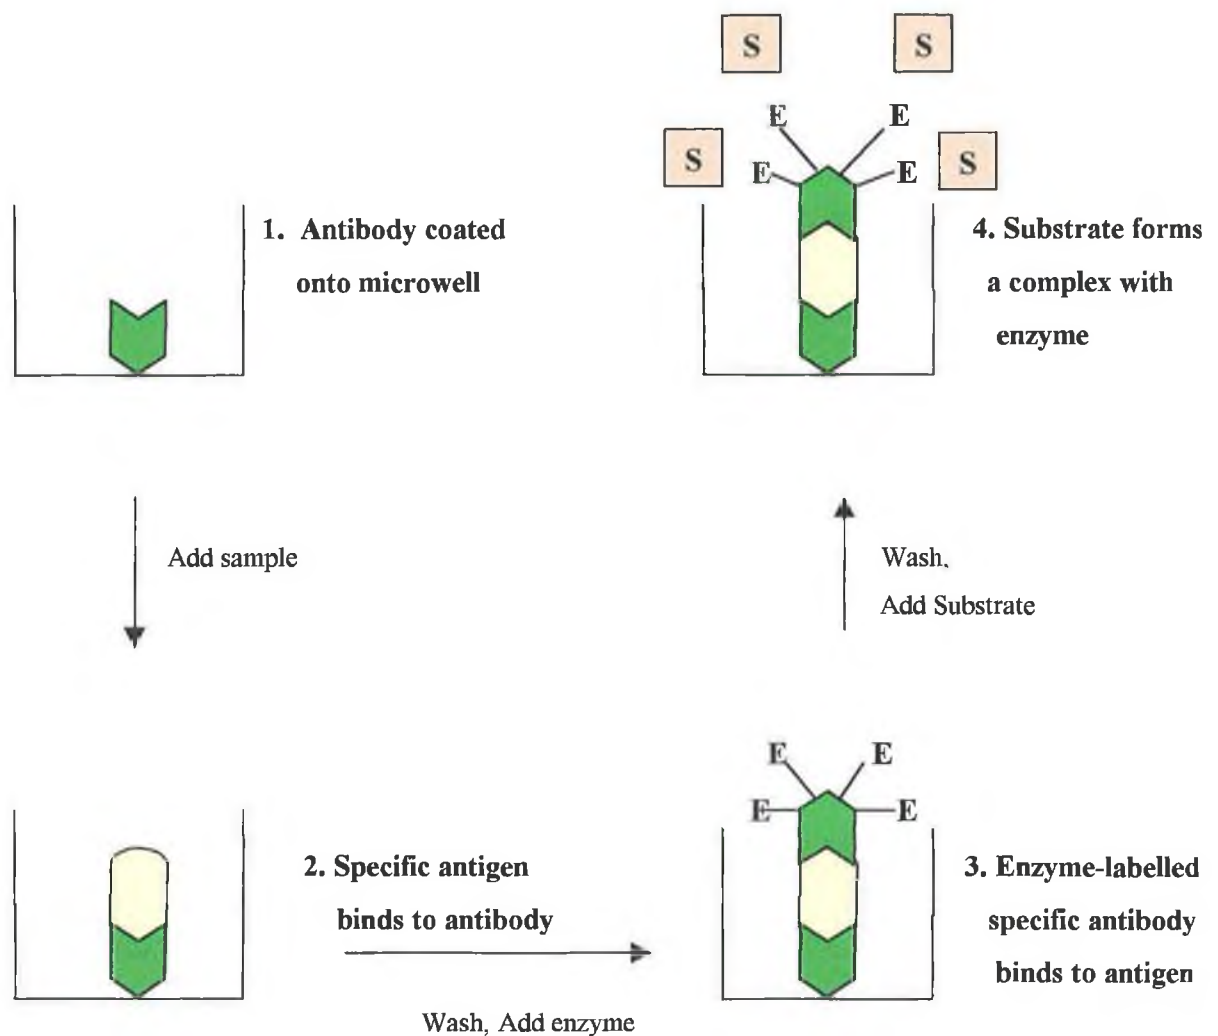 S
S
E
E
S
S
E
E
1. Antibody coated
onto microwell
4. Substrate forms
a complex with
enzyme
Add sample
Wash,
Add Substrate
E
E
E
E
2. Specific antigen
binds to antibody
3. Enzyme-labelled
specific antibody
binds to antigen
Wash, Add enzyme